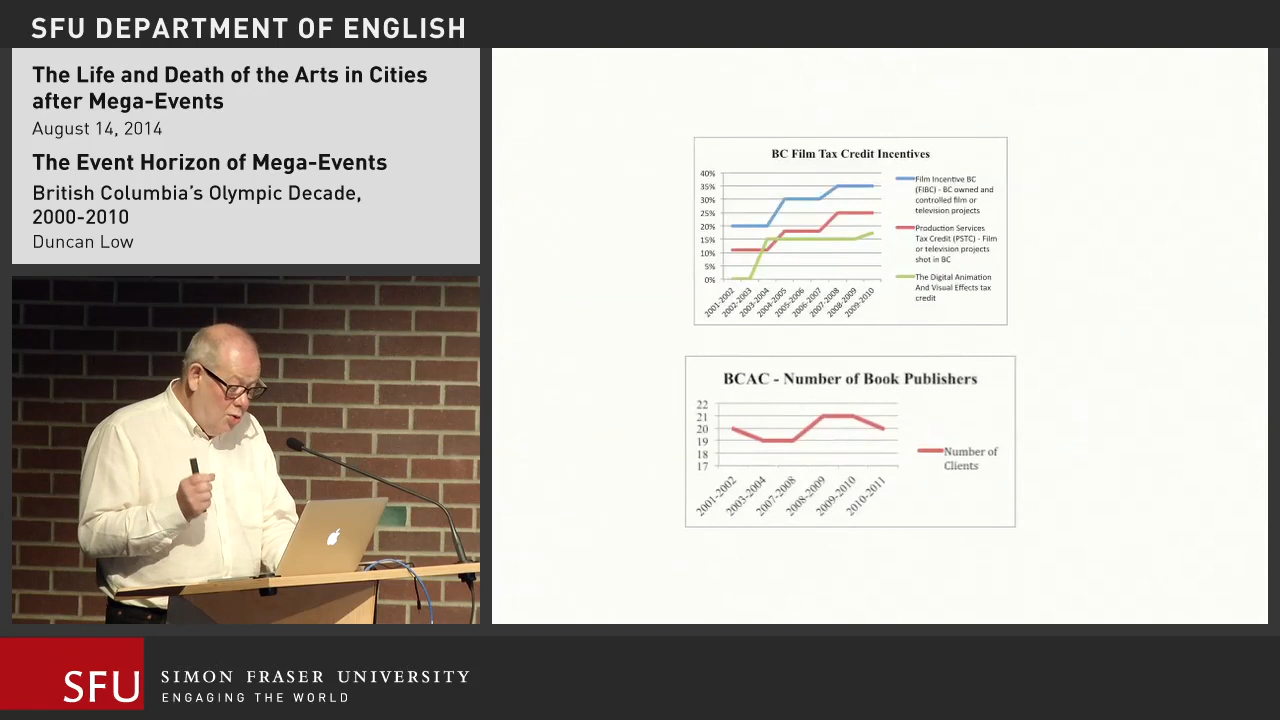 SFU DEPARTMENT OF ENGLISH
The Life and Death of the Arts in Cities
after Mega-Events
August 14, 2014
The Event Horizon of Mega-Events
British Columbia's Olympic Decade,
2000-2010
Duncan Low
BC Film Tax Credit Incentives
40%
35%
30%
25%
20%
15%
10%
5%
0%
2001-2002
2002-2003
2003-2004
2004-2005
2005-2006
2006-2007
2007-2008
2008-2009
2009-2010
Film Incentive BC
(FIBC) - BC owned and
controlled film or
television projects
Production Services
Tax Credit (PSTC) - Film
or television projects
shot in BC
The Digital Animation
And Visual Effects tax
credit
BCAC - Number of Book Publishers
22
21
20
19
18
17
2001-2002
2003-2004
2007-2008
2008-2009
2009-2010
2010-2011
Number of
Clients
SFU
SIMON FRASER UNIVERSITY
ENGAGING THE WORLD